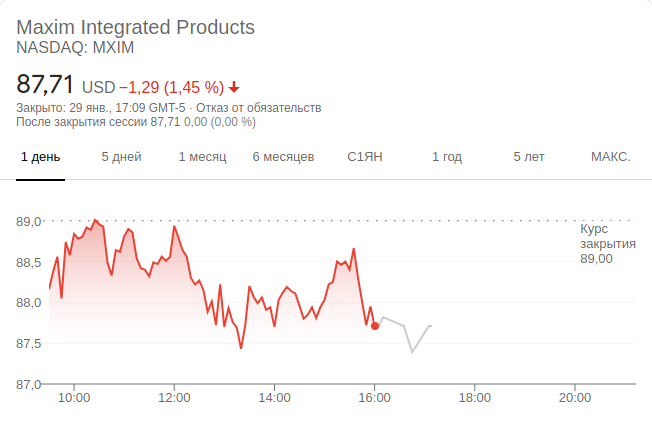 Maxim Integrated Products
NASDAQ: MXIM
87,71 USD −1,29 (1,45 %)
Закрыто: 29 янв., 17:09 GMT-5 · Отказ от обязательств
После закрытия сессии 87,71 0,00 (0,00 %)
1 день 5 дней 1 месяц 6 месяцев С1ЯН 1 год 5 лет МАКС.
89,0
Курс
закрытия
89,00
88,5
88,0
87,5
87,0
10:00 12:00 14:00 16:00 18:00 20:00